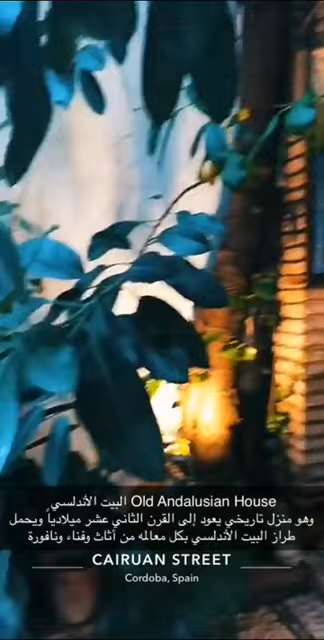 البيت الأندلسي Old Andalusian House
وهو منزل تاريخي يعود إلى القرن الثاني عشر ميلادياً ويحمل
طراز البيت الأندلسي بكل معالمه من أثاث وفناء ونافورة
CAIRUAN STREET
Cordoba, Spain